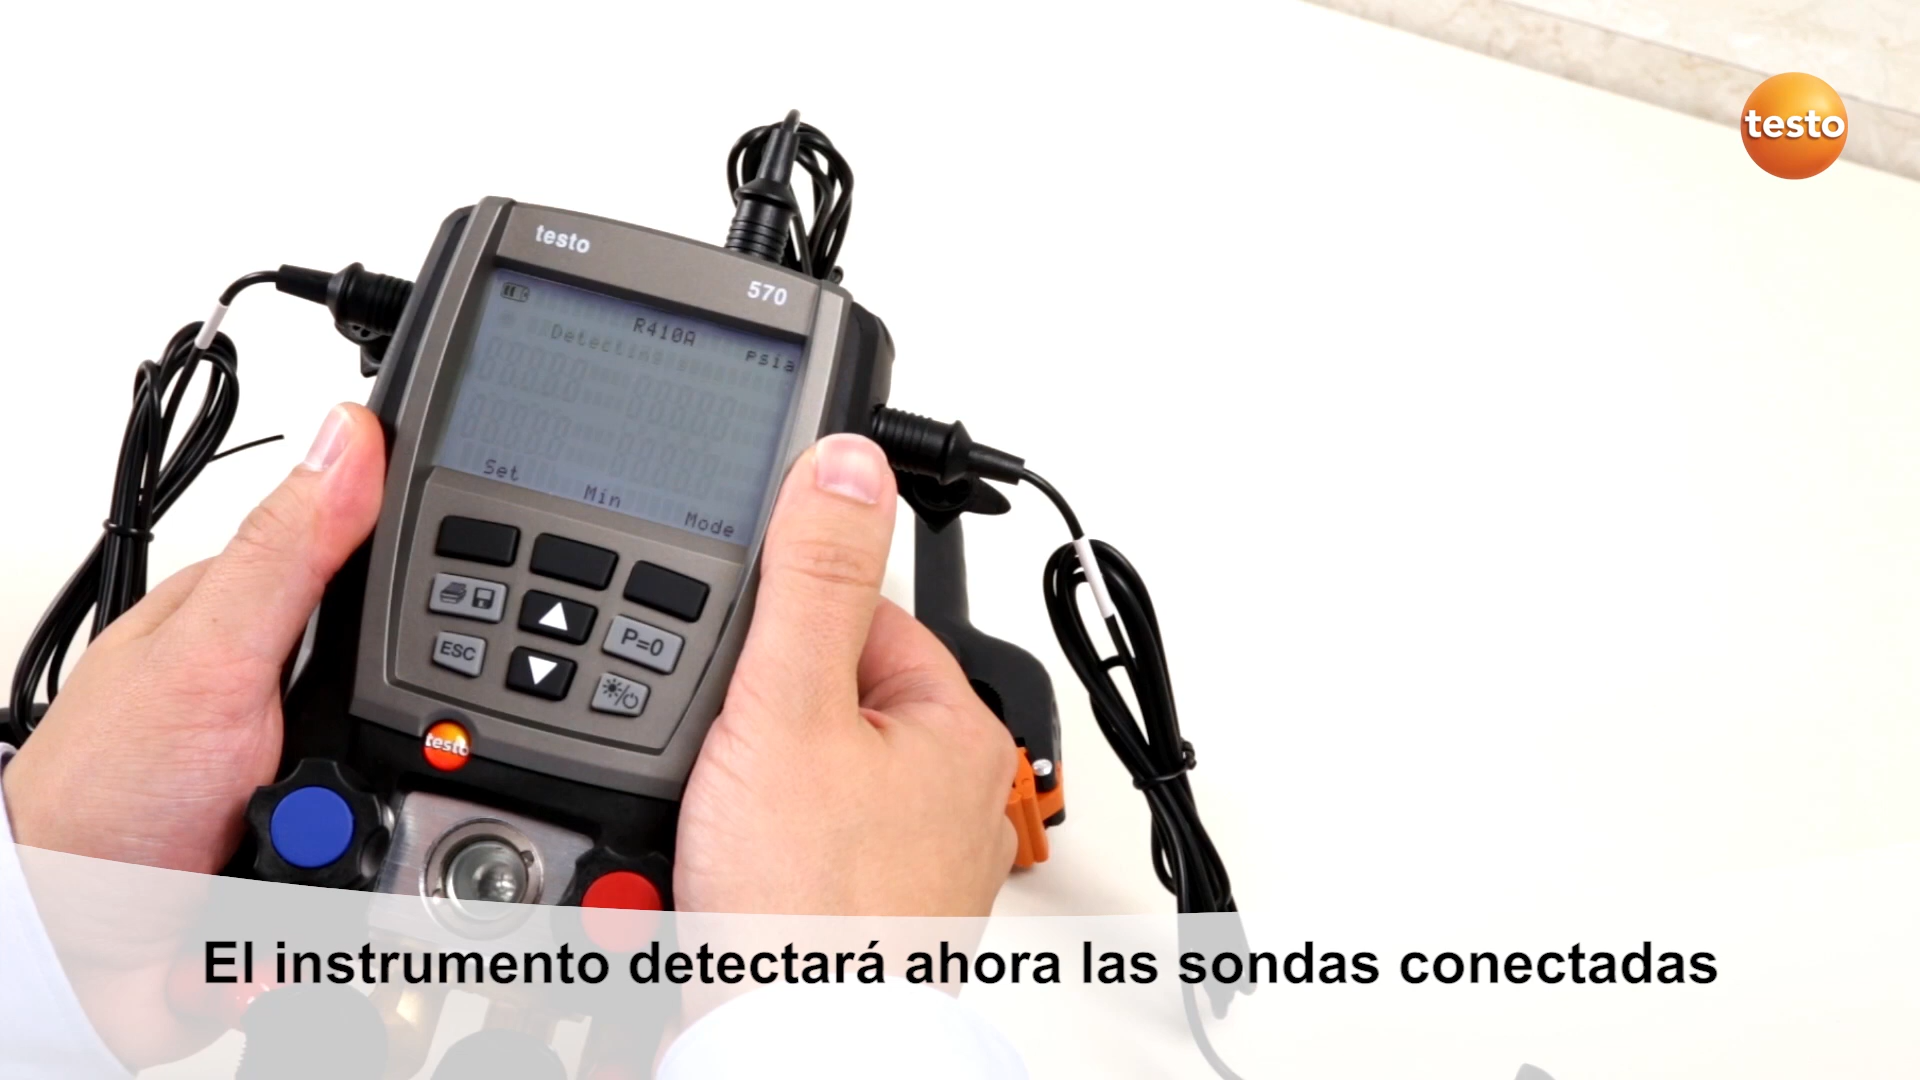 testo
testo
570
R410A
Detecting
Psia
Set
Min
Mode
P=0
ESC
testo
El instrumento detectará ahora las sondas conectadas